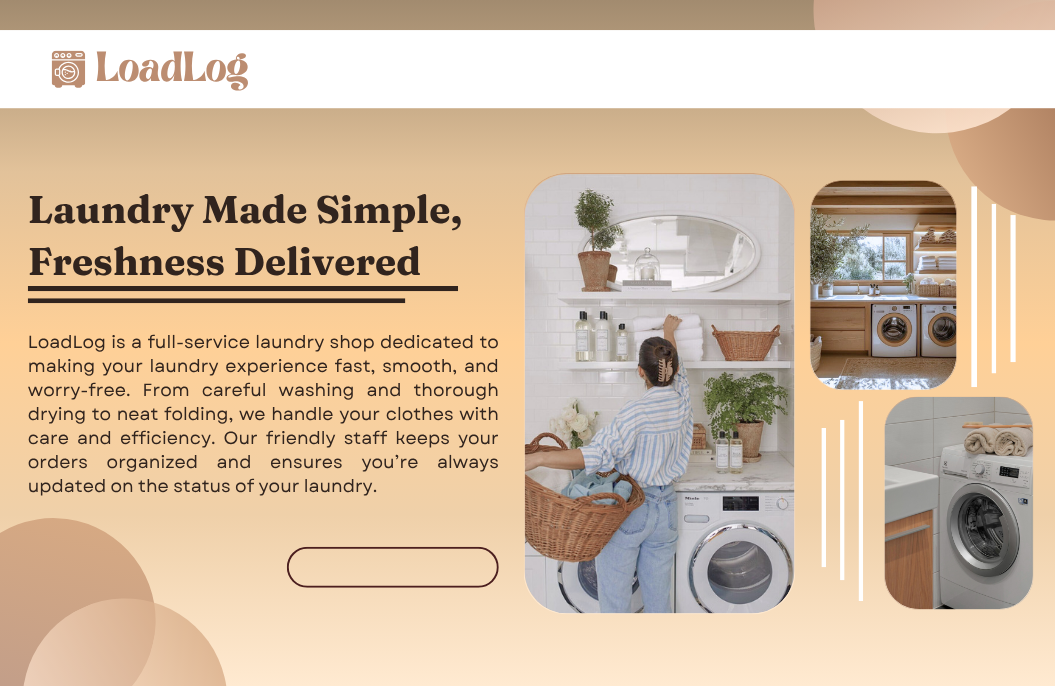 LoadLog
Laundry Made Simple,
Freshness Delivered
LoadLog is a full-service laundry shop dedicated to
making your laundry experience fast, smooth, and
worry-free. From careful washing and thorough
drying to neat folding, we handle your clothes with
care and efficiency. Our friendly staff keeps your
orders organized and ensures you’re always
updated on the status of your laundry.
Miele